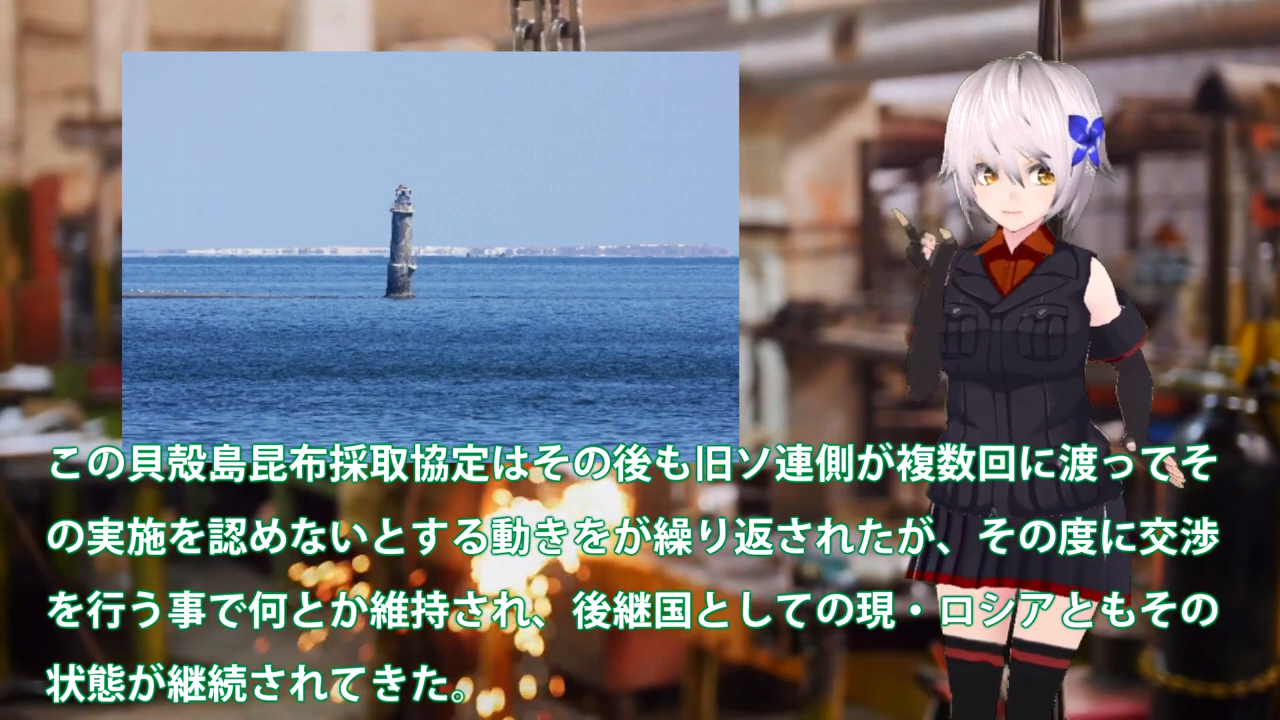 この貝殻島昆布採取協定はその後も旧ソ連側が複数回に渡ってそ
の実施を認めないとする動きをが繰り返されたが、その度に交渉
を行う事で何とか維持され、後継国としての現・ロシアともその
状態が継続されてきた。